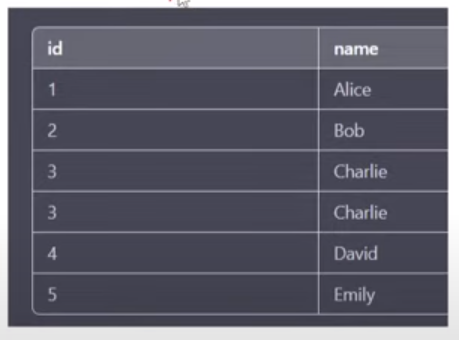 id name
1 Alice
2 Bob
3 Charlie
3 Charlie
4 David
5 Emily